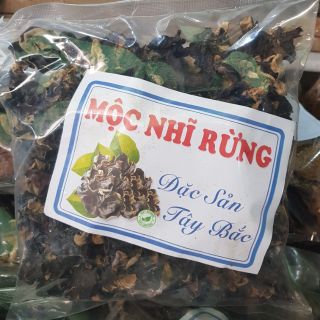 MỘC NHĨ RỪNG
Đặc Sản
Tây Bắc